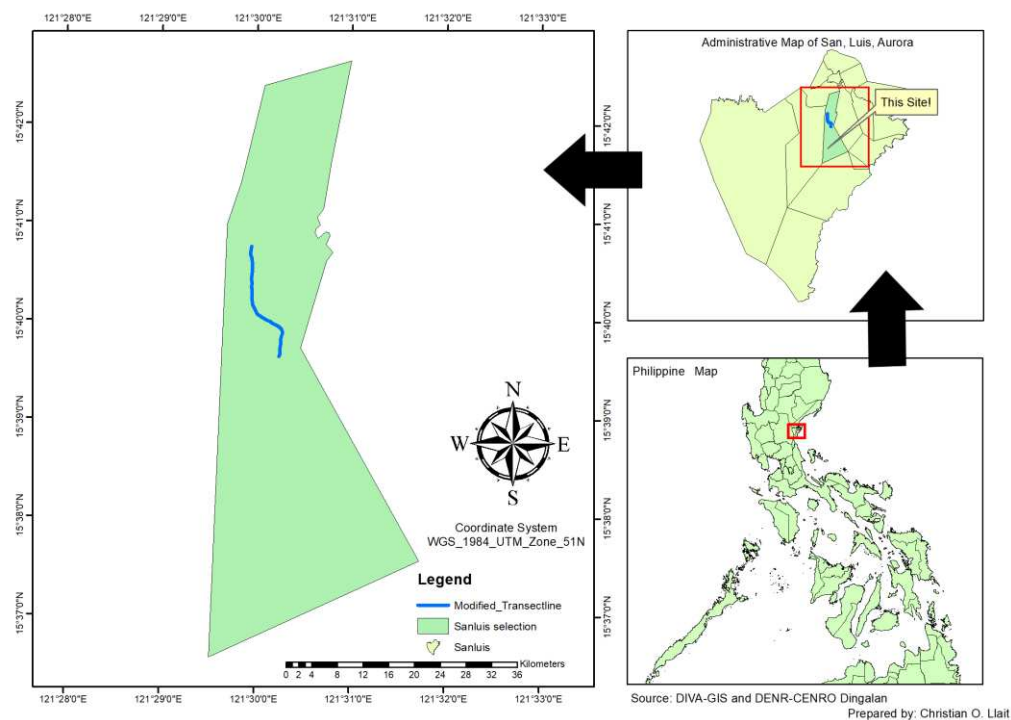 121°28'0"E 121°29'0"E 121°30'0"E 121°31'0"E 121°32'0"E 121°33'0"E
15°42'0"N
15°41'0"N
15°40'0"N
15°39'0"N
15°38'0"N
15°37'0"N
15°42'0"N
15°41'0"N
15°40'0"N
15°39'0"N
15°38'0"N
15°37'0"N
N
W E
S
Coordinate System
WGS_1984_UTM_Zone_51N
Legend
Modified_Transectline
Sanluis selection
Sanluis
Kilometers
0 2 4 8 12 16 20 24 28 32 36
121°28'0"E 121°29'0"E 121°30'0"E 121°31'0"E 121°32'0"E 121°33'0"E
Administrative Map of San, Luis, Aurora
This Site!
Philippine Map
Source: DIVA-GIS and DENR-CENRO Dingalan
Prepared by: Christian O. Llait